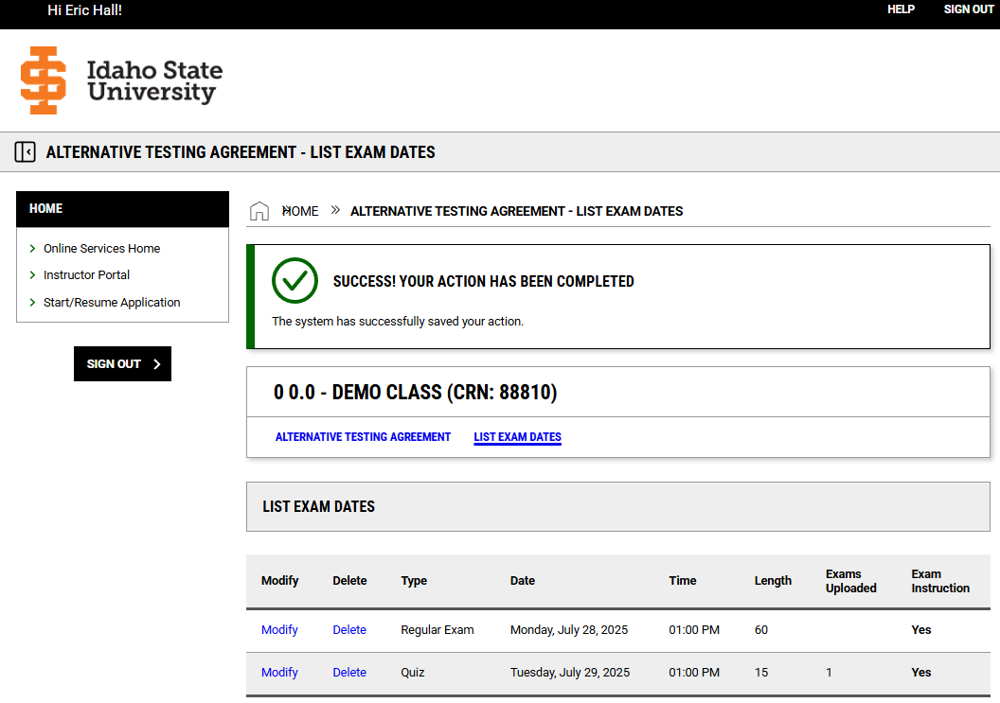 Hi Eric Hall!
HELP SIGN OUT
Idaho State
University
ALTERNATIVE TESTING AGREEMENT - LIST EXAM DATES
HOME
Online Services Home
Instructor Portal
Start/Resume Application
SIGN OUT
HOME » ALTERNATIVE TESTING AGREEMENT - LIST EXAM DATES
SUCCESS! YOUR ACTION HAS BEEN COMPLETED
The system has successfully saved your action.
0 0.0 - DEMO CLASS (CRN: 88810)
ALTERNATIVE TESTING AGREEMENT LIST EXAM DATES
LIST EXAM DATES
Modify Delete Type Date Time Length Exams Uploaded Exam Instruction
Modify Delete Regular Exam Monday, July 28, 2025 01:00 PM 60 Yes
Modify Delete Quiz Tuesday, July 29, 2025 01:00 PM 15 1 Yes